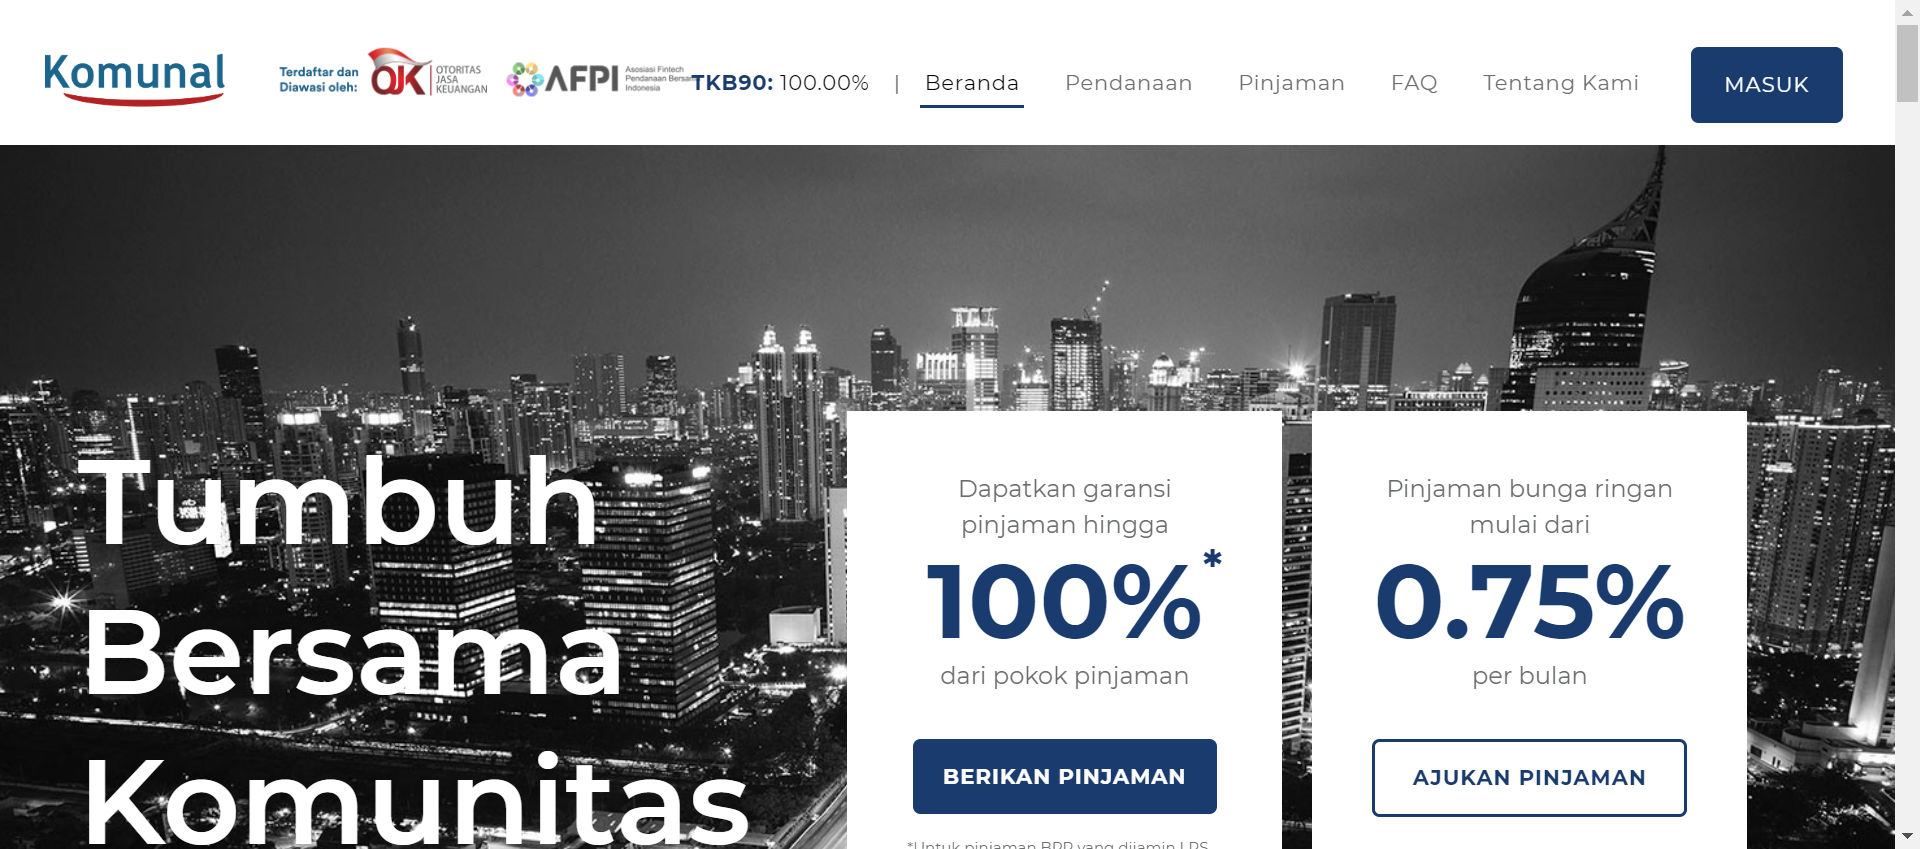 Komunal
Terdaftar dan
Diawasi oleh:
OJK
OTORITAS
JASA
KEUANGAN
AFPI
Asosiasi Fintech
Pendanaan Bersama
Indonesia
TKB90: 100.00% | Beranda Pendanaan Pinjaman FAQ Tentang Kami MASUK
Tumbuh
Bersama
Komunitas
Dapatkan garansi
pinjaman hingga
100%*
dari pokok pinjaman
BERIKAN PINJAMAN
*Untuk pinjaman BPR yang dijamin LPS
Pinjaman bunga ringan
mulai dari
0.75%
per bulan
AJUKAN PINJAMAN